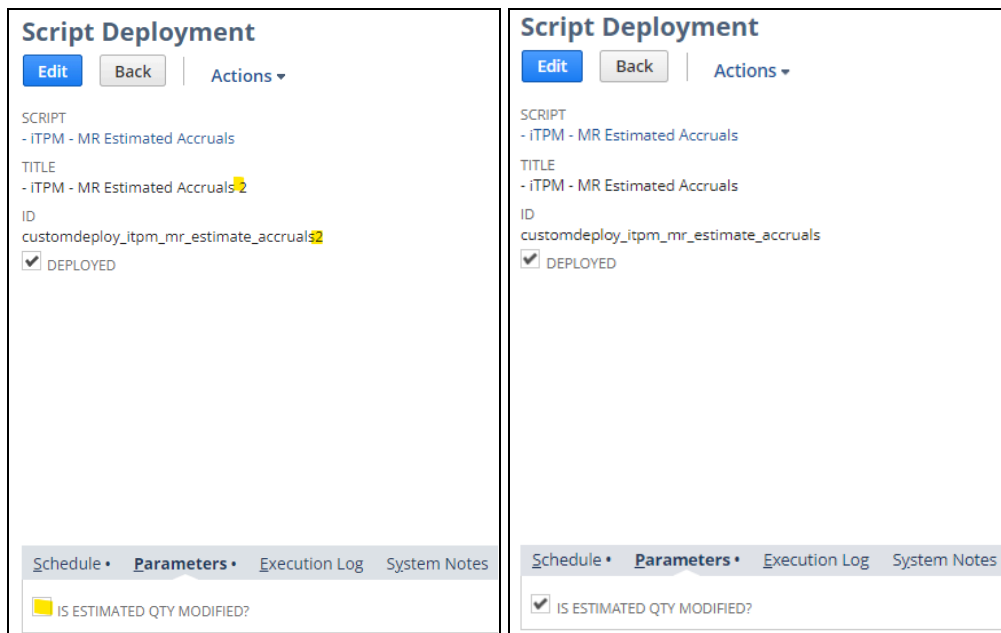 Script Deployment
Edit Back Actions
SCRIPT
- iTPM - MR Estimated Accruals
TITLE
- iTPM - MR Estimated Accruals 2
ID
customdeploy_itpm_mr_estimate_accruals2
DEPLOYED
Schedule • Parameters • Execution Log System Notes
IS ESTIMATED QTY MODIFIED?
Script Deployment
Edit Back Actions
SCRIPT
- iTPM - MR Estimated Accruals
TITLE
- iTPM - MR Estimated Accruals
ID
customdeploy_itpm_mr_estimate_accruals
DEPLOYED
Schedule • Parameters • Execution Log System Notes
IS ESTIMATED QTY MODIFIED?